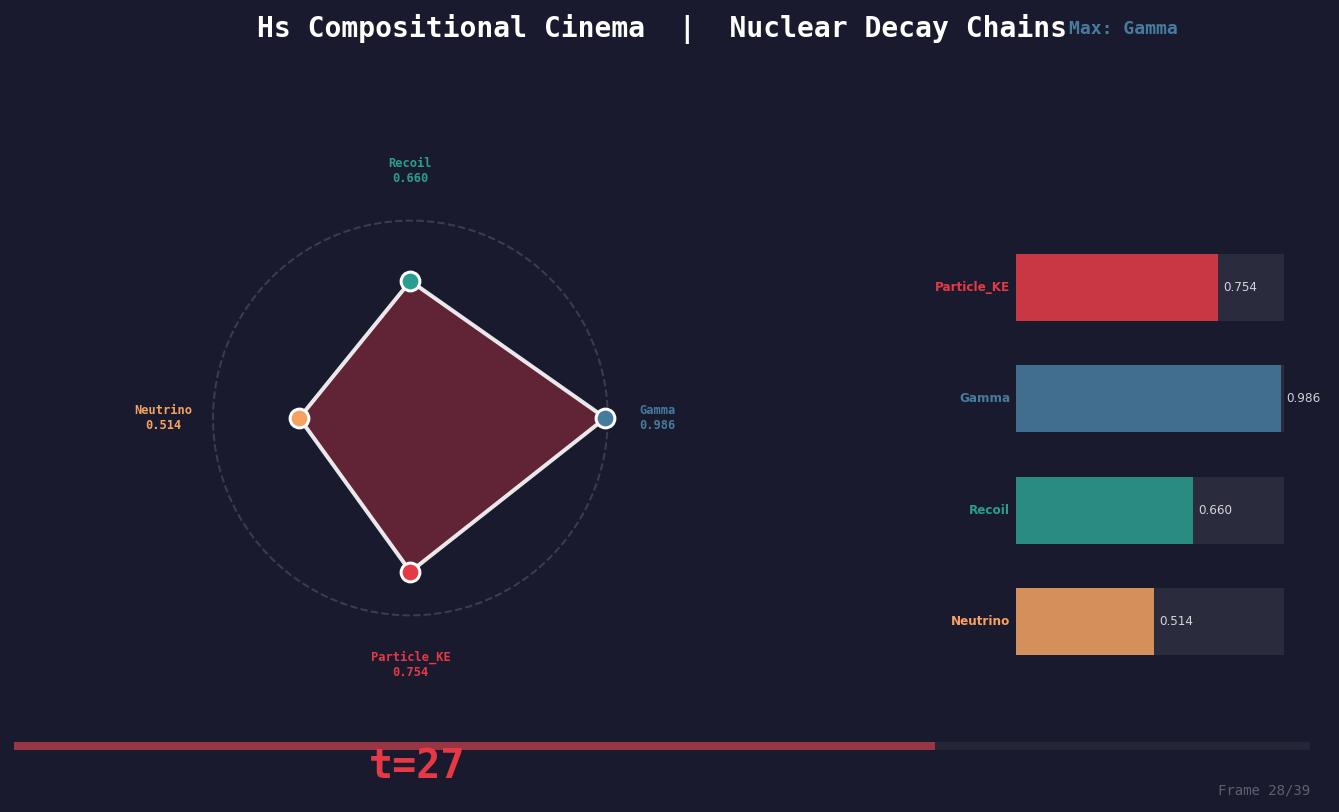 Hs Compositional Cinema | Nuclear Decay Chains
Max: Gamma
Recoil
0.660
Neutrino
0.514
Gamma
0.986
Particle_KE
0.754
Particle_KE
0.754
Gamma
0.986
Recoil
0.660
Neutrino
0.514
t=27
Frame 28/39